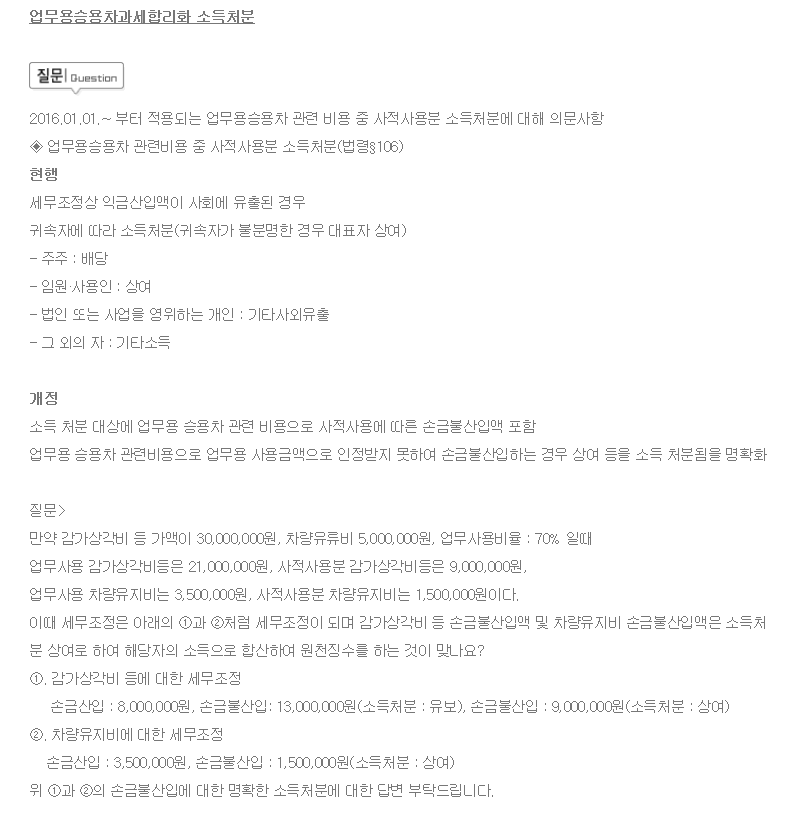 업무용승용차과세합리화 소득처분
질문 Question
2016.01.01.~ 부터 적용되는 업무용승용차 관련 비용 중 사적사용분 소득처분에 대해 의문사항
◈ 업무용승용차 관련비용 중 사적사용분 소득처분(법령§106)
현행
세무조정상 익금산입액이 사회에 유출된 경우
귀속자에 따라 소득처분(귀속자가 불분명한 경우 대표자 상여)
- 주주 : 배당
- 임원·사용인 : 상여
- 법인 또는 사업을 영위하는 개인 : 기타사외유출
- 그 외의 자 : 기타소득
개정
소득 처분 대상에 업무용 승용차 관련 비용으로 사적사용에 따른 손금불산입액 포함
업무용 승용차 관련비용으로 업무용 사용금액으로 인정받지 못하여 손금불산입하는 경우 상여 등을 소득 처분됨을 명확화
질문>
만약 감가상각비 등 가액이 30,000,000원, 차량유류비 5,000,000원, 업무사용비율 : 70% 일때
업무사용 감가상각비등은 21,000,000원, 사적사용분 감가상각비등은 9,000,000원,
업무사용 차량유지비는 3,500,000원, 사적사용분 차량유지비는 1,500,000원이다.
이때 세무조정은 아래의 ①과 ②처럼 세무조정이 되며 감가상각비 등 손금불산입액 및 차량유지비 손금불산입액은 소득처
분 상여로 하여 해당자의 소득으로 합산하여 원천징수를 하는 것이 맞나요?
①. 감가상각비 등에 대한 세무조정
손금산입 : 8,000,000원, 손금불산입: 13,000,000원(소득처분 : 유보), 손금불산입 : 9,000,000원(소득처분 : 상여)
②. 차량유지비에 대한 세무조정
손금산입 : 3,500,000원, 손금불산입 : 1,500,000원(소득처분 : 상여)
위 ①과 ②의 손금불산입에 대한 명확한 소득처분에 대한 답변 부탁드립니다.